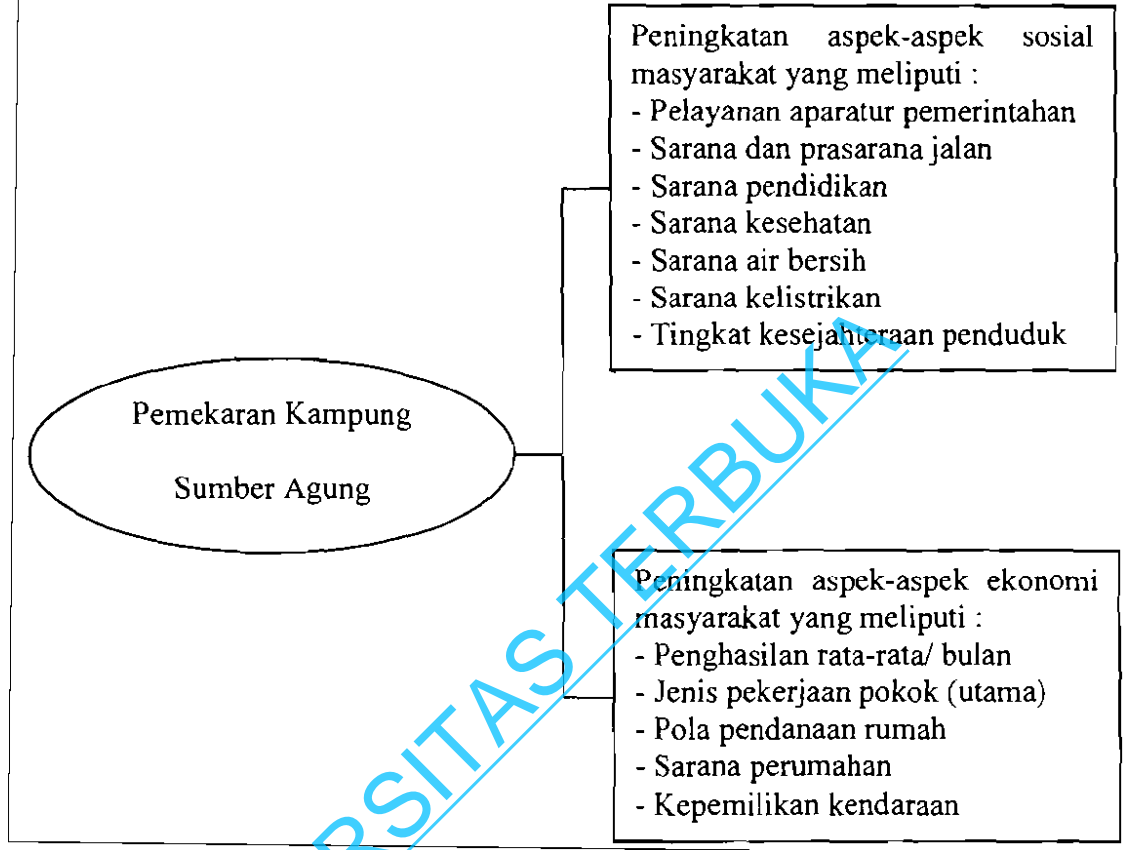 Peningkatan aspek-aspek sosial
masyarakat yang meliputi :
- Pelayanan aparatur pemerintahan
- Sarana dan prasarana jalan
- Sarana pendidikan
- Sarana kesehatan
- Sarana air bersih
- Sarana kelistrikan
- Tingkat kesejahteraan penduduk
Pemekaran Kampung
Sumber Agung
Peningkatan aspek-aspek ekonomi
masyarakat yang meliputi :
- Penghasilan rata-rata/ bulan
- Jenis pekerjaan pokok (utama)
- Pola pendanaan rumah
- Sarana perumahan
- Kepemilikan kendaraan
RSITAS TERBUKA